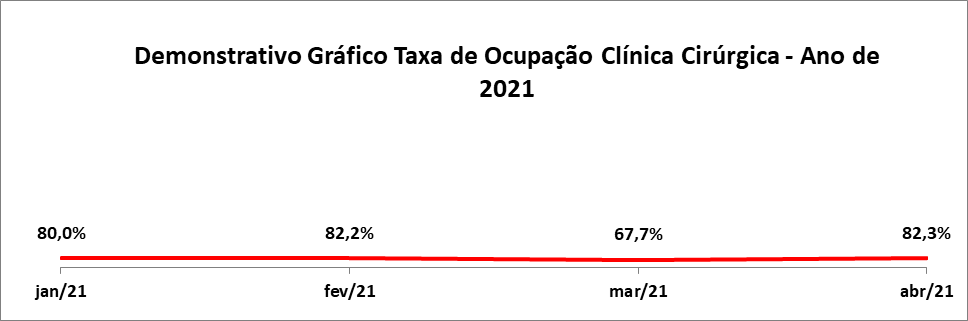 Demonstrativo Gráfico Taxa de Ocupação Clínica Cirúrgica - Ano de
2021
80,0% 82,2% 67,7% 82,3%
jan/21 fev/21 mar/21 abr/21